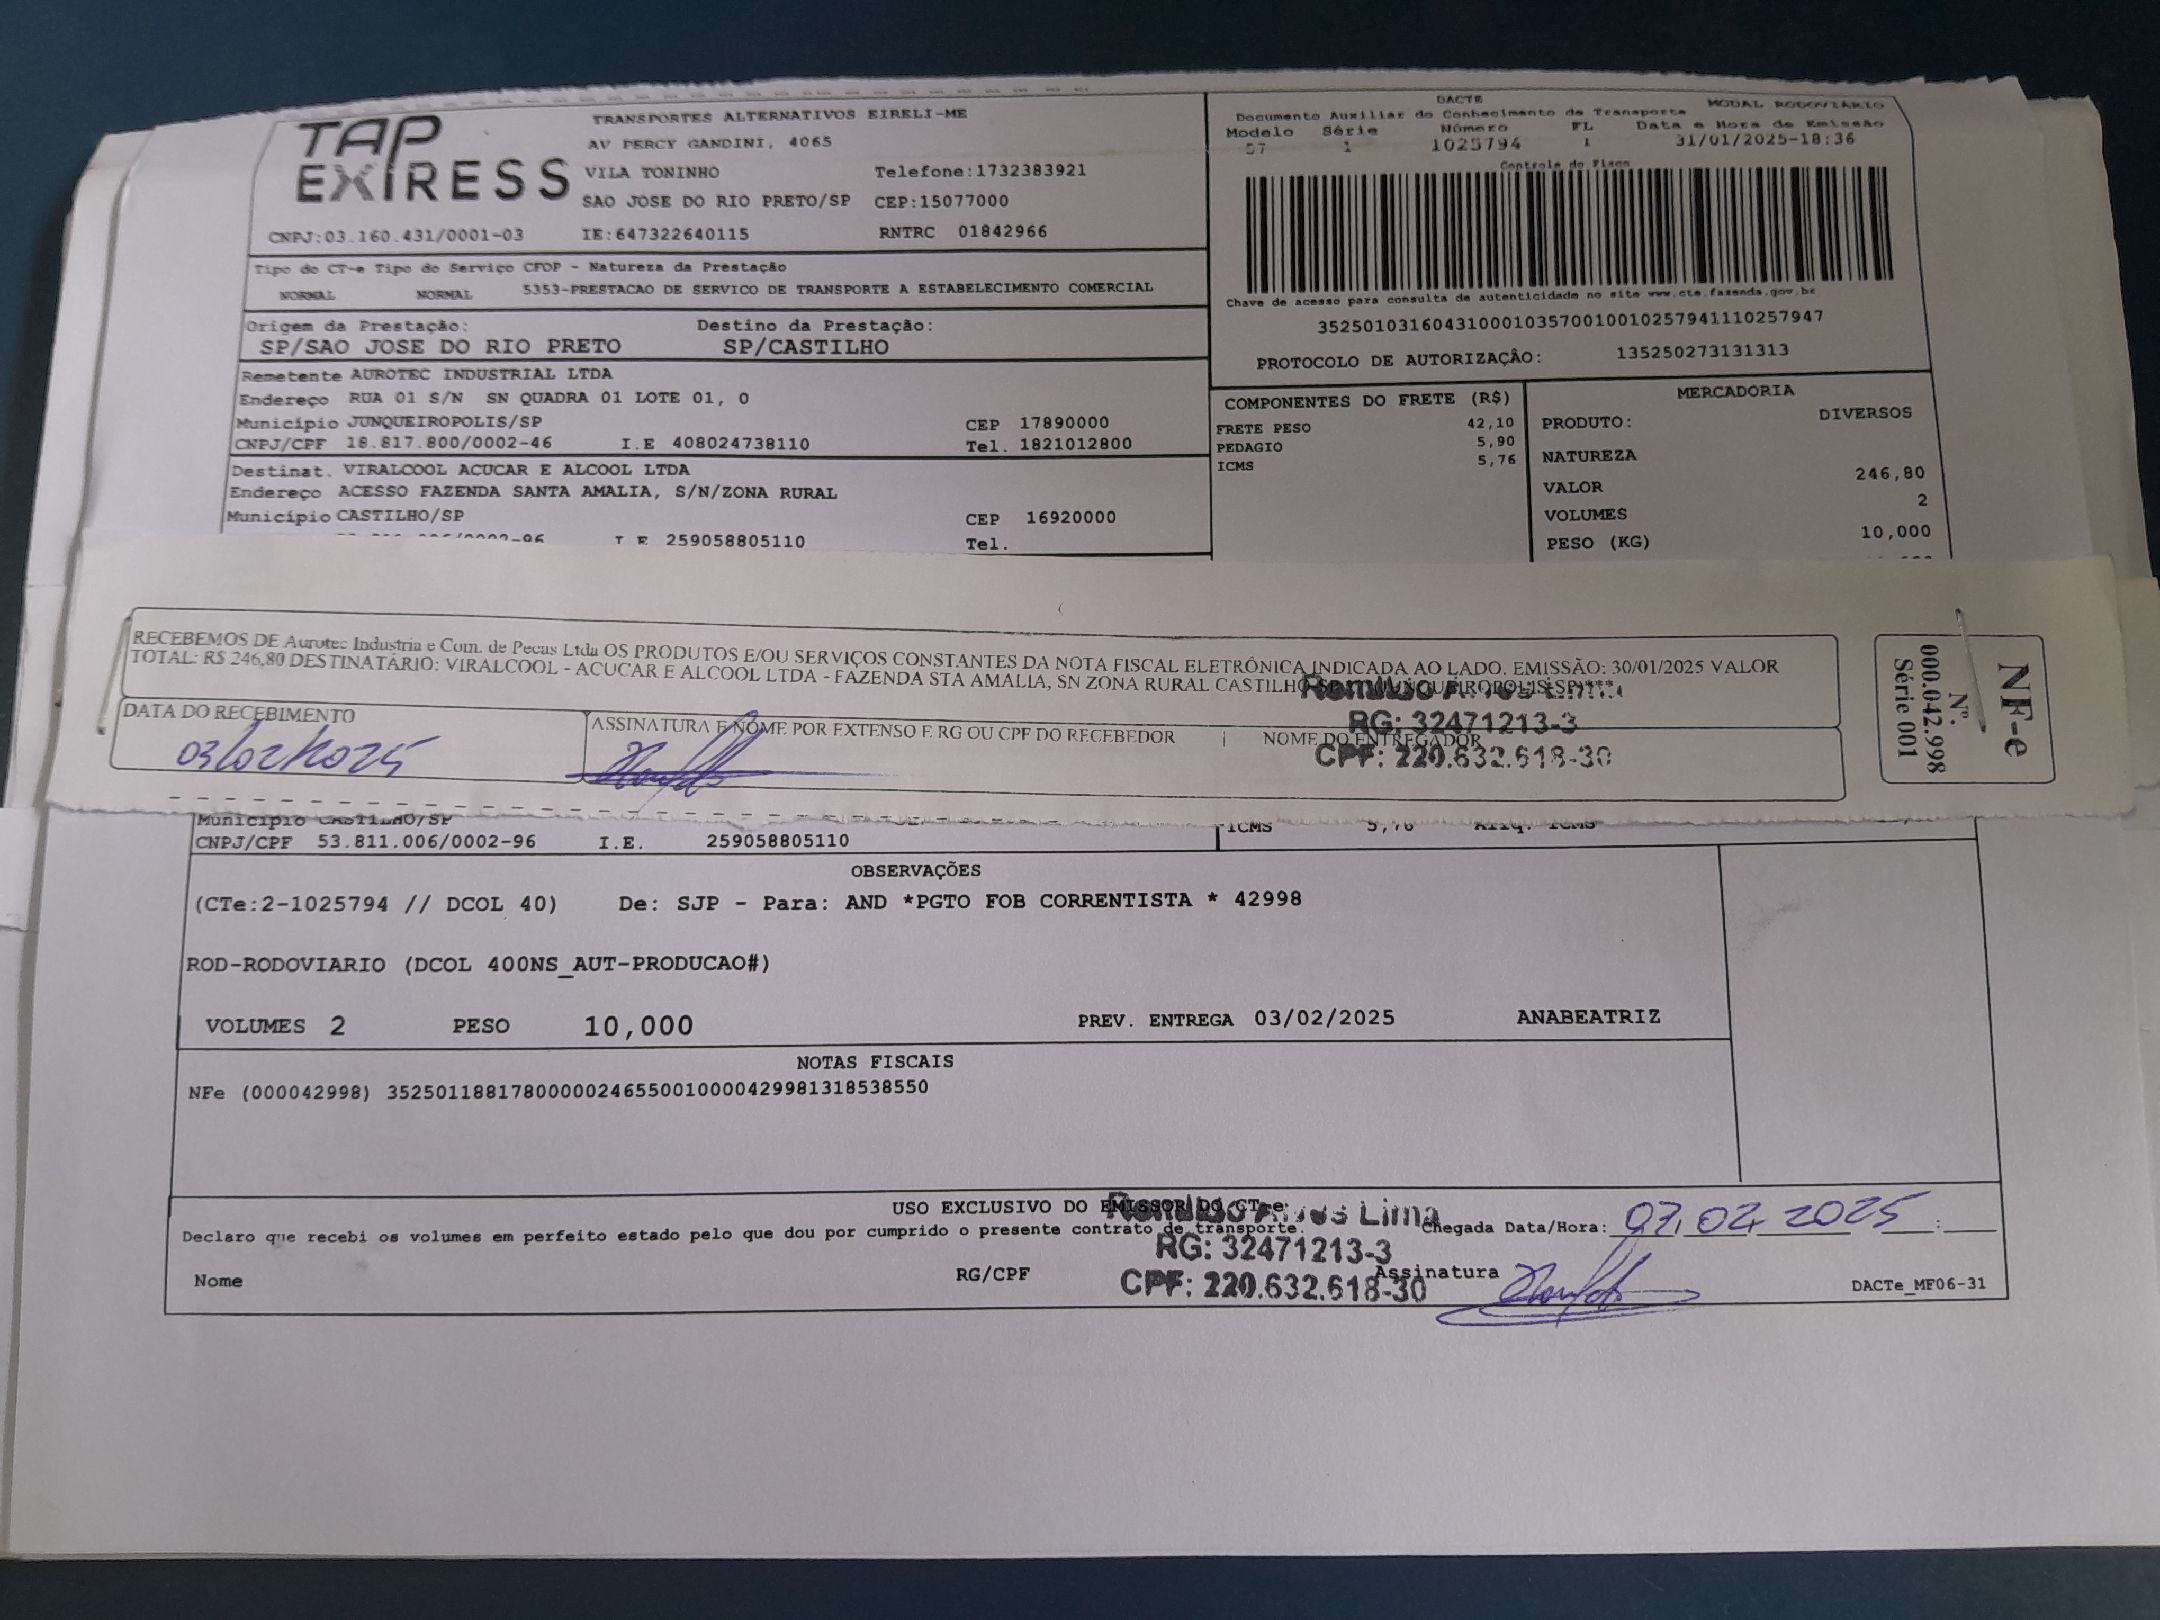 TAP EXPRESS
TRANSPORTES ALTERNATIVOS EIRELI-ME
AV PERCY GANDINI, 4065
VILA TONINHO Telefone:1732383921
SAO JOSE DO RIO PRETO/SP CEP:15077000
CNPJ:03.160.431/0001-03 IE:647322640115 RNTRC 01842966
Tipo do CT-e Tipo do Serviço CFOP - Natureza da Prestação
NORMAL NORMAL 5353-PRESTACAO DE SERVICO DE TRANSPORTE A ESTABELECIMENTO COMERCIAL
Origem da Prestação: Destino da Prestação:
SP/SAO JOSE DO RIO PRETO SP/CASTILHO
Remetente AUROTEC INDUSTRIAL LTDA
Endereço RUA 01 S/N SN QUADRA 01 LOTE 01, 0
Município JUNQUEIROPOLIS/SP CEP 17890000
CNPJ/CPF 18.817.800/0002-46 I.E 408024738110 Tel. 1821012800
Destinat. VIRALCOOL ACUCAR E ALCOOL LTDA
Endereço ACESSO FAZENDA SANTA AMALIA, S/N/ZONA RURAL
Município CASTILHO/SP CEP 16920000
I.E 259058805110 Tel.
DACTE MODAL RODOVIÁRIO
Documento Auxiliar do Conhecimento de Transporte
Modelo Série Número FL Data e Hora de Emissão
57 1 1025794 1 31/01/2025-18:36
Controle do Fisco
Chave de acesso para consulta de autenticidade no site www.cte.fazenda.gov.br
35250103160431000103570010010257941110257947
PROTOCOLO DE AUTORIZAÇÃO: 135250273131313
COMPONENTES DO FRETE (R$)
FRETE PESO 42,10
PEDAGIO 5,90
ICMS 5,76
MERCADORIA
PRODUTO: DIVERSOS
NATUREZA
VALOR 246,80
VOLUMES 2
PESO (KG) 10,000
RECEBEMOS DE Aurotec Industria e Com. de Pecas Ltda OS PRODUTOS E/OU SERVIÇOS CONSTANTES DA NOTA FISCAL ELETRÔNICA INDICADA AO LADO. EMISSÃO: 30/01/2025 VALOR
TOTAL: R$ 246,80 DESTINATÁRIO: VIRALCOOL - ACUCAR E ALCOOL LTDA - FAZENDA STA AMALIA, SN ZONA RURAL CASTILHO
DATA DO RECEBIMENTO
03/02/2025
ASSINATURA E NOME POR EXTENSO E RG OU CPF DO RECEBEDOR
NOME DO ENTREGADOR
RG: 32471213-3
CPF: 220.632.618-30
NF-e
Nº.
000.042.998
Série 001
Município CASTILHO/SP
CNPJ/CPF 53.811.006/0002-96 I.E. 259058805110
ICMS 5,76 Aliq. ICMS
OBSERVAÇÕES
(CTe:2-1025794 // DCOL 40) De: SJP - Para: AND *PGTO FOB CORRENTISTA * 42998
ROD-RODOVIARIO (DCOL 400NS_AUT-PRODUCAO#)
VOLUMES 2 PESO 10,000 PREV. ENTREGA 03/02/2025 ANABEATRIZ
NOTAS FISCAIS
NFe (000042998) 35250118817800000246550010000429981318538550
USO EXCLUSIVO DO EMISSOR DO CT-e
Declaro que recebi os volumes em perfeito estado pelo que dou por cumprido o presente contrato de transporte.
Chegada Data/Hora: 03.02.2025 :
Lima
RG: 32471213-3
CPF: 220.632.618-30
Nome RG/CPF Assinatura
DACTe_MF06-31